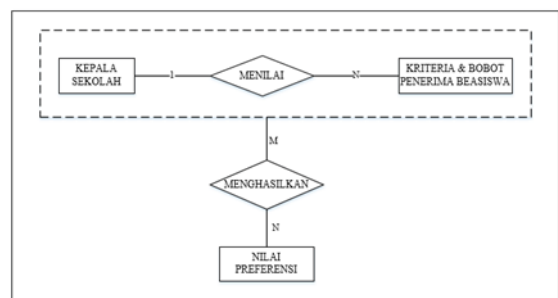 KEPALA
SEKOLAH
1
MENILAI
N
KRITERIA & BOBOT
PENERIMA BEASISWA
M
MENGHASILKAN
N
NILAI
PREFERENSI